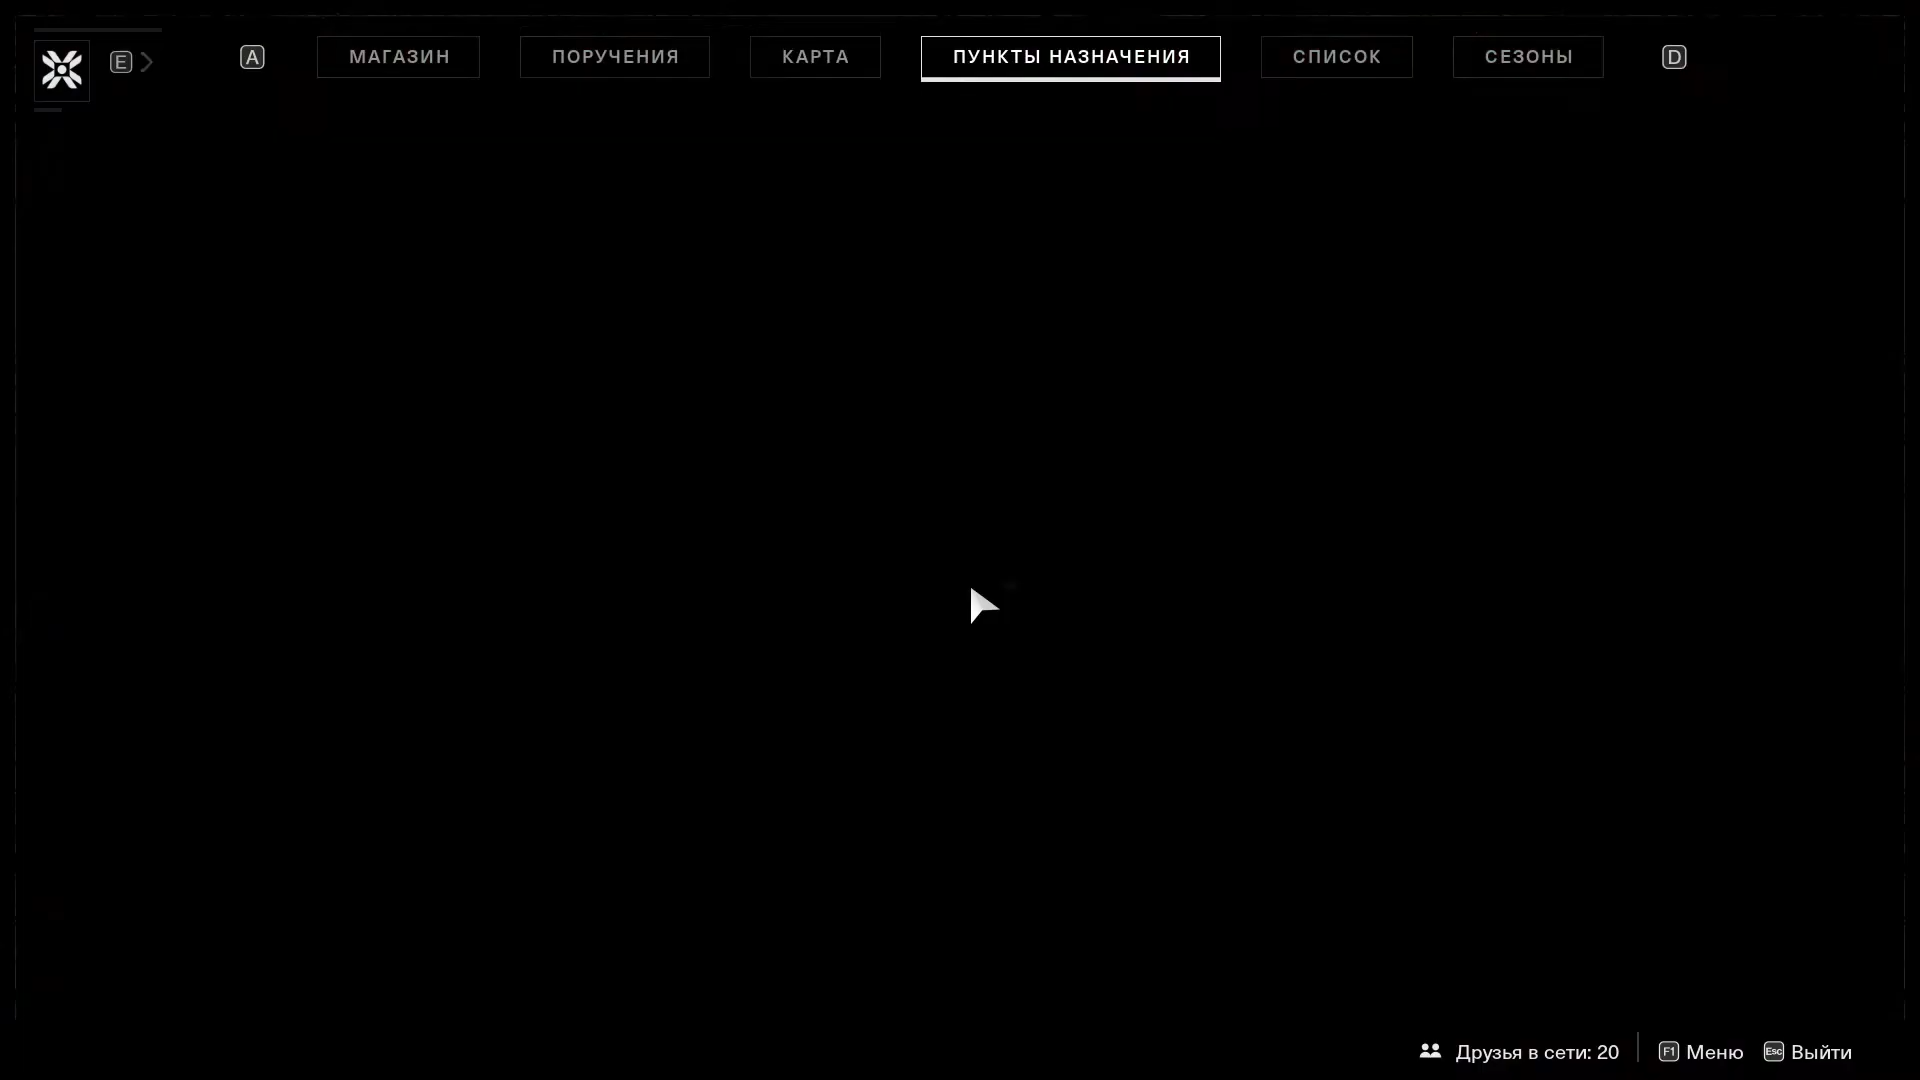 E
A
МАГАЗИН
ПОРУЧЕНИЯ
КАРТА
ПУНКТЫ НАЗНАЧЕНИЯ
СПИСОК
СЕЗОНЫ
D
Друзья в сети: 20
F1 Меню
Esc Выйти